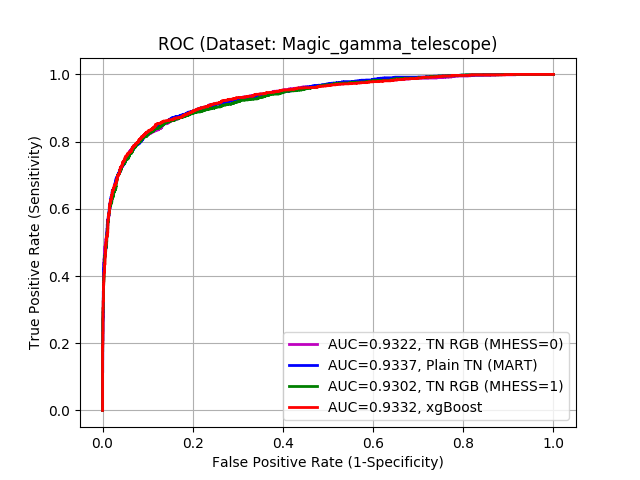 ROC (Dataset: Magic_gamma_telescope)
True Positive Rate (Sensitivity)
1.0
0.8
0.6
0.4
0.2
0.0
AUC=0.9322, TN RGB (MHESS=0)
AUC=0.9337, Plain TN (MART)
AUC=0.9302, TN RGB (MHESS=1)
AUC=0.9332, xgBoost
0.0 0.2 0.4 0.6 0.8 1.0
False Positive Rate (1-Specificity)